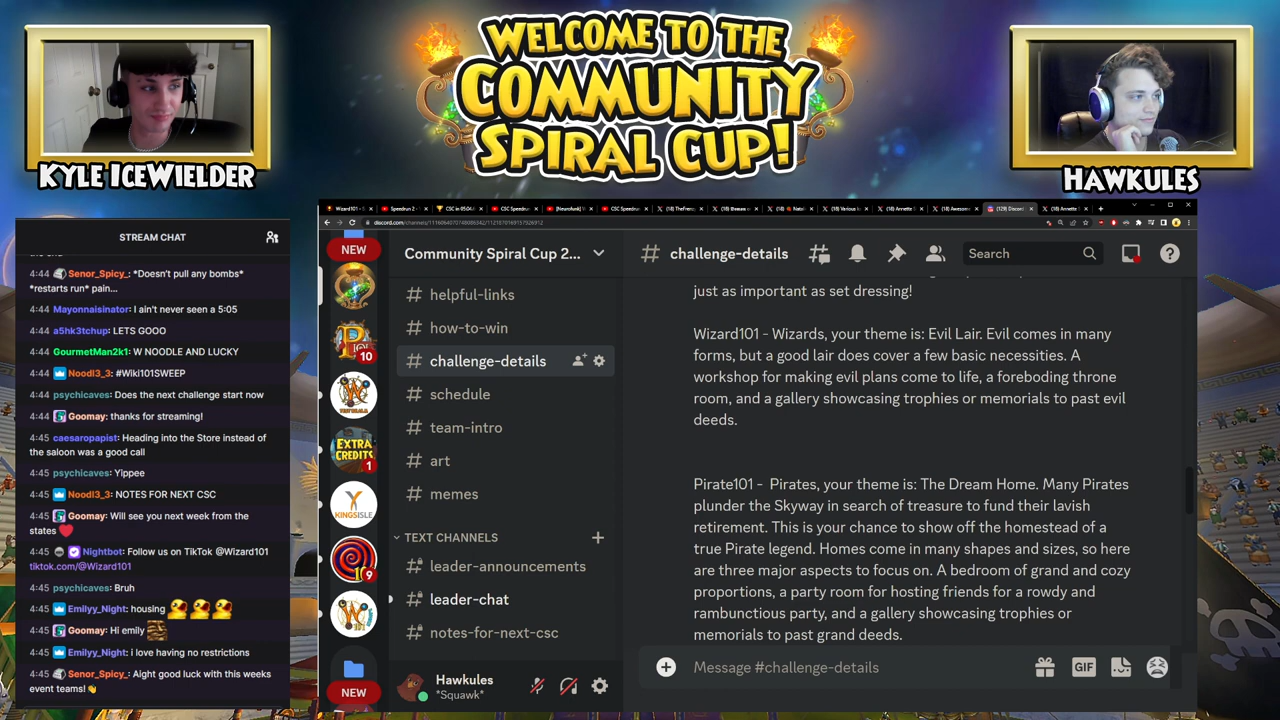 WELCOME TO THE
COMMUNITY
SPIRAL CUP!
KYLE ICEWIELDER
HAWKULES
STREAM CHAT
4:44 Senor_Spicy_: *Doesn't pull any bombs*
*restarts run* pain...
4:44 Mayonnaisinator: I ain't never seen a 5:05
4:44 a5hk3tchup: LETS GOOO
4:44 GourmetMan2k1: W NOODLE AND LUCKY
4:44 Noodl3_3: #Wiki101SWEEP
4:44 psychicaves: Does the next challenge start now
4:44 Goomay: thanks for streaming!
4:45 caesaropapist: Heading into the Store instead of
the saloon was a good call
4:45 psychicaves: Yippee
4:45 Noodl3_3: NOTES FOR NEXT CSC
4:45 Goomay: Will see you next week from the
states
4:45 Nightbot: Follow us on TikTok @Wizard101
tiktok.com/@Wizard101
4:45 psychicaves: Bruh
4:45 Emilyy_Night: housing
4:45 Goomay: Hi emily
4:45 Emilyy_Night: i love having no restrictions
4:45 Senor_Spicy_: Aight good luck with this weeks
event teams!
NEW
10
EXTRA
CREDITS
1
KINGSISLE
9
NEW
Community Spiral Cup 2...
# helpful-links
# how-to-win
# challenge-details
# schedule
# team-intro
# art
# memes
TEXT CHANNELS
leader-announcements
leader-chat
notes-for-next-csc
Hawkules
*Squawk*
# challenge-details
Search
just as important as set dressing!
Wizard101 - Wizards, your theme is: Evil Lair. Evil comes in many
forms, but a good lair does cover a few basic necessities. A
workshop for making evil plans come to life, a foreboding throne
room, and a gallery showcasing trophies or memorials to past evil
deeds.
Pirate101 - Pirates, your theme is: The Dream Home. Many Pirates
plunder the Skyway in search of treasure to fund their lavish
retirement. This is your chance to show off the homestead of a
true Pirate legend. Homes come in many shapes and sizes, so here
are three major aspects to focus on. A bedroom of grand and cozy
proportions, a party room for hosting friends for a rowdy and
rambunctious party, and a gallery showcasing trophies or
memorials to past grand deeds.
Message #challenge-details
GIF